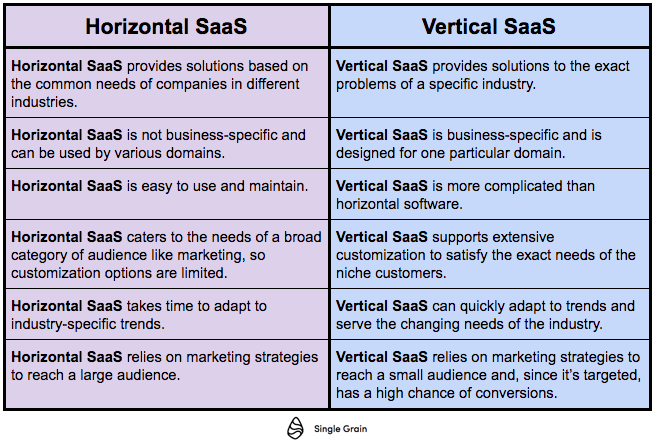 Horizontal SaaS
Vertical SaaS
Horizontal SaaS provides solutions based on
the common needs of companies in different
industries.
Vertical SaaS provides solutions to the exact
problems of a specific industry.
Horizontal SaaS is not business-specific and
can be used by various domains.
Vertical SaaS is business-specific and is
designed for one particular domain.
Horizontal SaaS is easy to use and maintain.
Vertical SaaS is more complicated than
horizontal software.
Horizontal SaaS caters to the needs of a broad
category of audience like marketing, so
customization options are limited.
Vertical SaaS supports extensive
customization to satisfy the exact needs of the
niche customers.
Horizontal SaaS takes time to adapt to
industry-specific trends.
Vertical SaaS can quickly adapt to trends and
serve the changing needs of the industry.
Horizontal SaaS relies on marketing strategies
to reach a large audience.
Vertical SaaS relies on marketing strategies to
reach a small audience and, since it's targeted,
has a high chance of conversions.
Single Grain